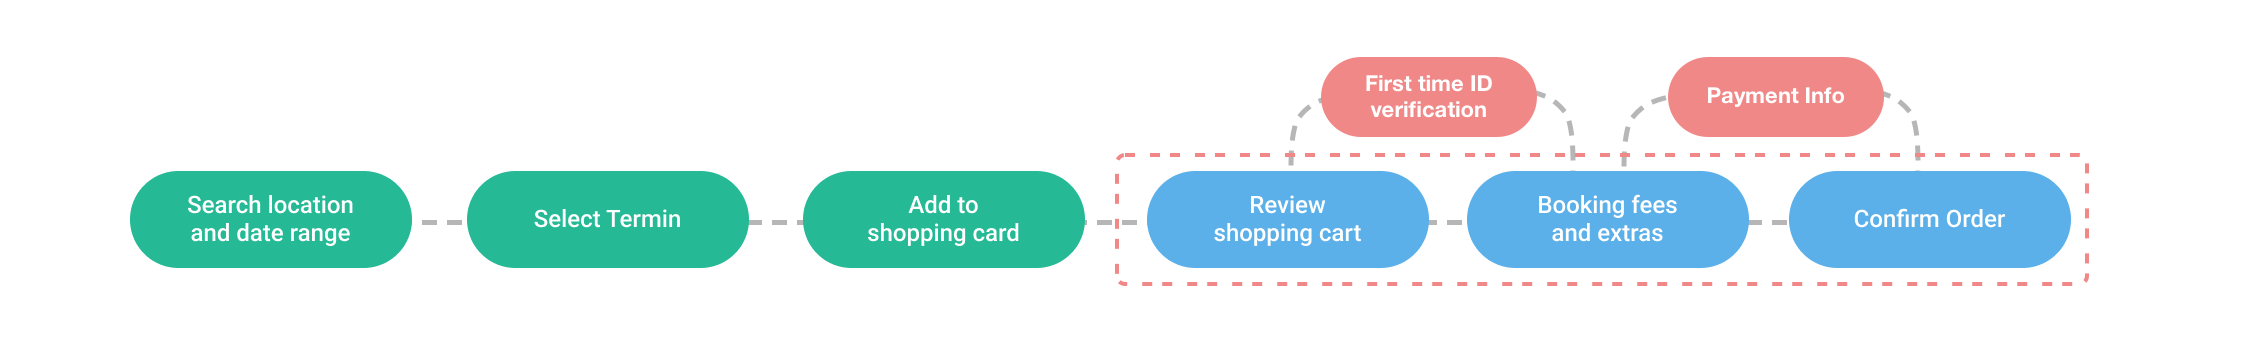 First time ID
verification
Payment Info
Search location
and date range
Select Termin
Add to
shopping card
Review
shopping cart
Booking fees
and extras
Confirm Order